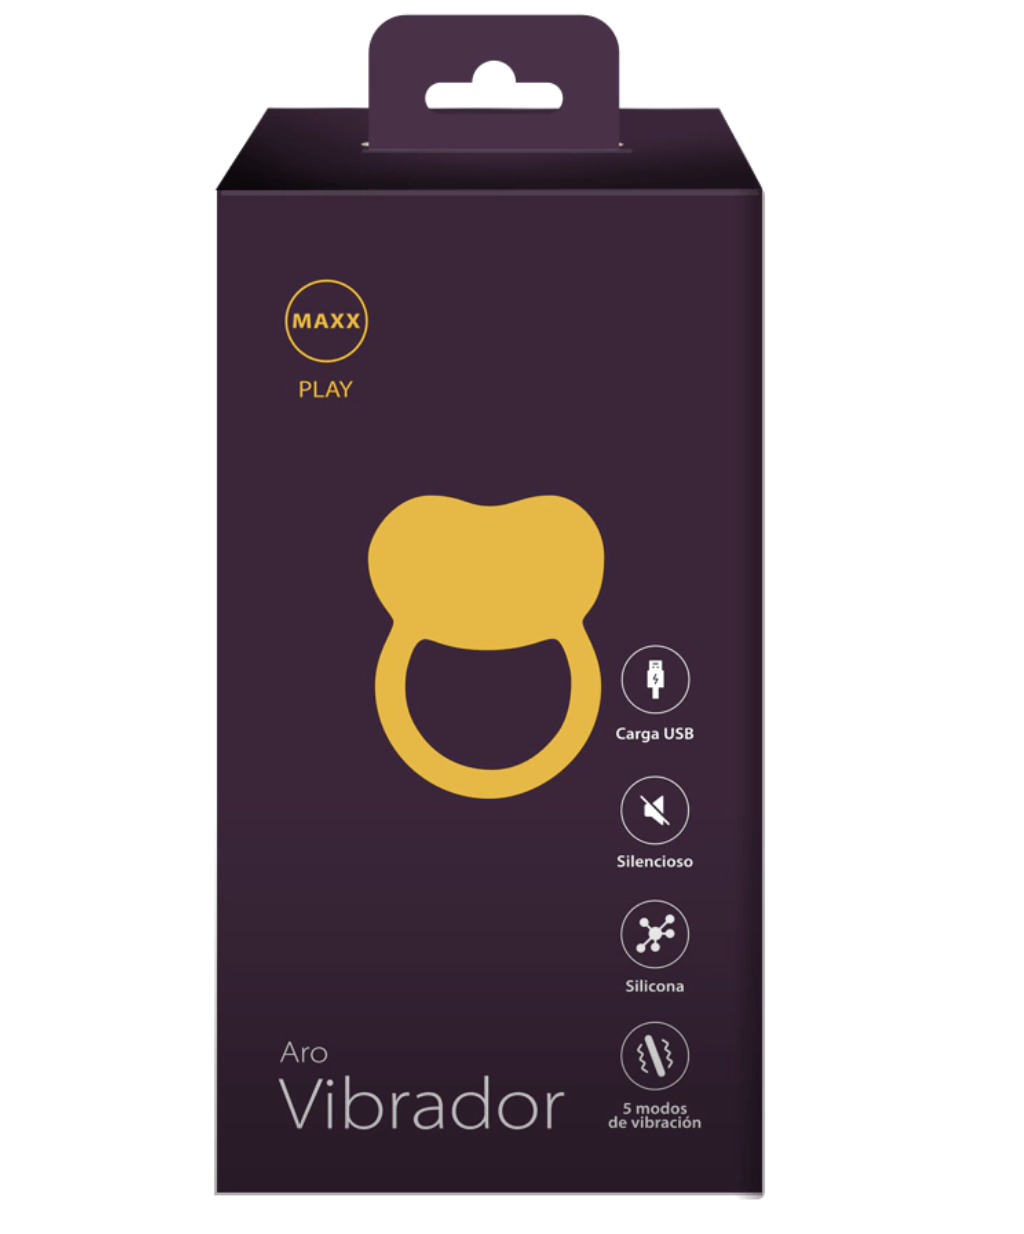 MAXX
PLAY
Carga USB
Silencioso
Silicona
5 modos
de vibración
Aro
Vibrador